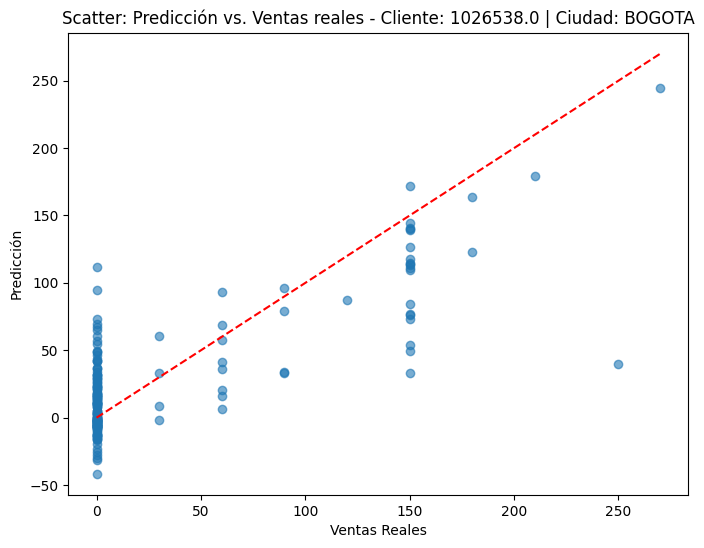 Scatter: Predicción vs. Ventas reales - Cliente: 1026538.0 | Ciudad: BOGOTA
Predicción
250
200
150
100
50
0
−50
0 50 100 150 200 250
Ventas Reales